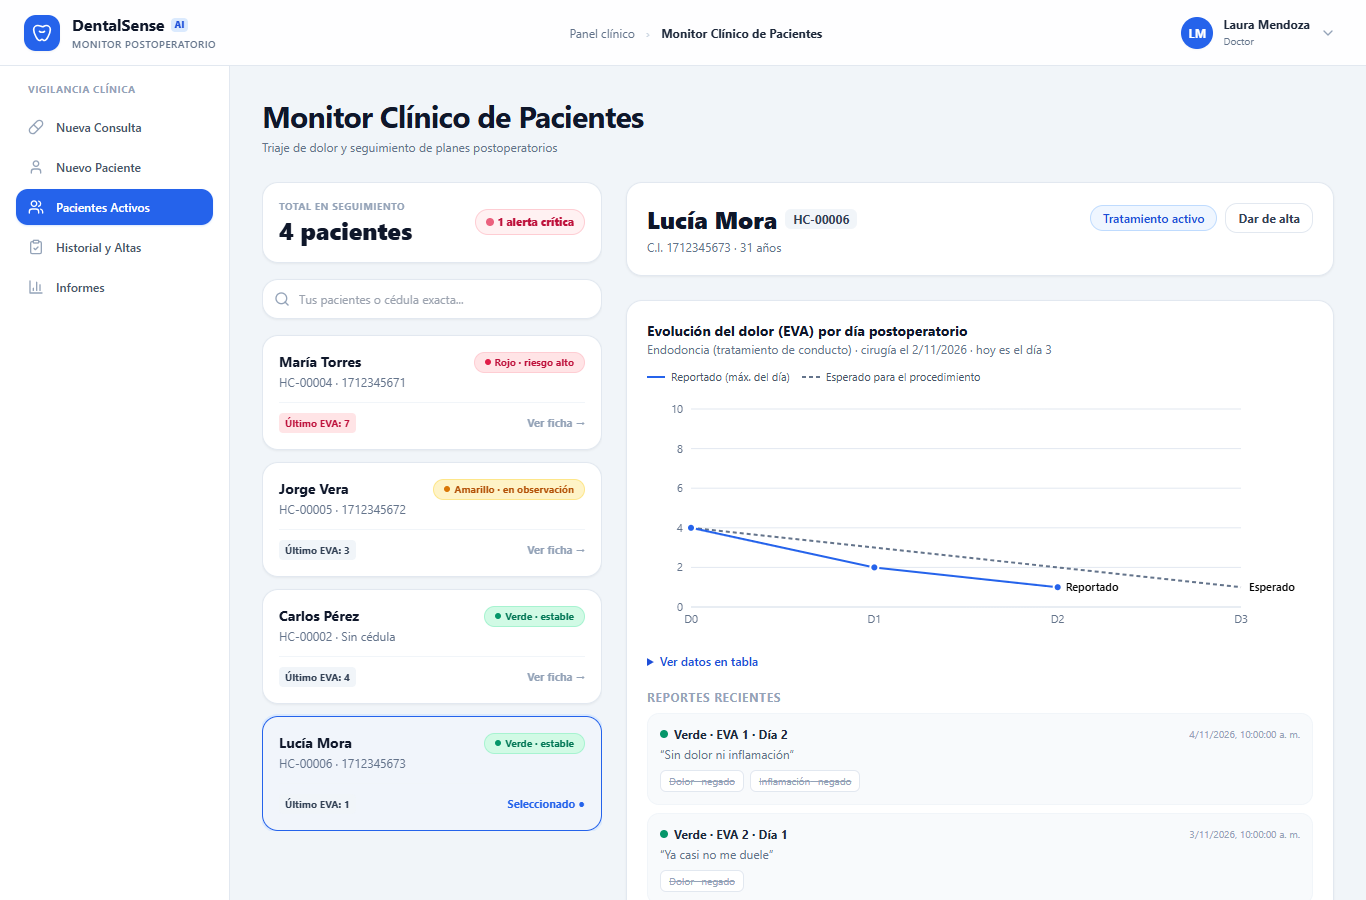 DentalSense AI
MONITOR POSTOPERATORIO
Panel clínico › Monitor Clínico de Pacientes
LM
Laura Mendoza
Doctor
VIGILANCIA CLÍNICA
Nueva Consulta
Nuevo Paciente
Pacientes Activos
Historial y Altas
Informes
Monitor Clínico de Pacientes
Triaje de dolor y seguimiento de planes postoperatorios
TOTAL EN SEGUIMIENTO
4 pacientes
1 alerta crítica
Tus pacientes o cédula exacta...
María Torres
Rojo · riesgo alto
HC-00004 · 1712345671
Último EVA: 7
Ver ficha →
Jorge Vera
Amarillo · en observación
HC-00005 · 1712345672
Último EVA: 3
Ver ficha →
Carlos Pérez
Verde · estable
HC-00002 · Sin cédula
Último EVA: 4
Ver ficha →
Lucía Mora
Verde · estable
HC-00006 · 1712345673
Último EVA: 1
Seleccionado •
Lucía Mora HC-00006
C.I. 1712345673 · 31 años
Tratamiento activo
Dar de alta
Evolución del dolor (EVA) por día postoperatorio
Endodoncia (tratamiento de conducto) · cirugía el 2/11/2026 · hoy es el día 3
Reportado (máx. del día) Esperado para el procedimiento
10
8
6
4
2
0
Reportado
Esperado
D0 D1 D2 D3
Ver datos en tabla
REPORTES RECIENTES
Verde · EVA 1 · Día 2
4/11/2026, 10:00:00 a. m.
“Sin dolor ni inflamación”
Dolor · negado Inflamación · negado
Verde · EVA 2 · Día 1
3/11/2026, 10:00:00 a. m.
“Ya casi no me duele”
Dolor · negado